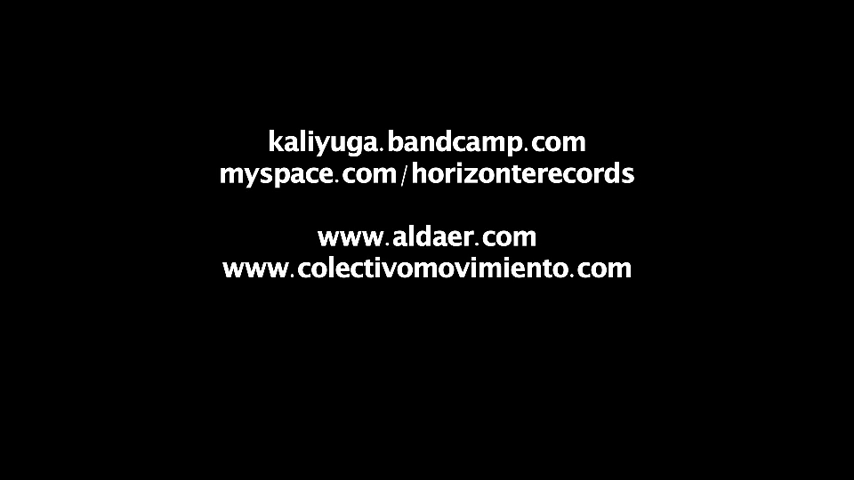 kaliyuga.bandcamp.com
myspace.com/horizonterecords
www.aldaer.com
www.colectivomovimiento.com